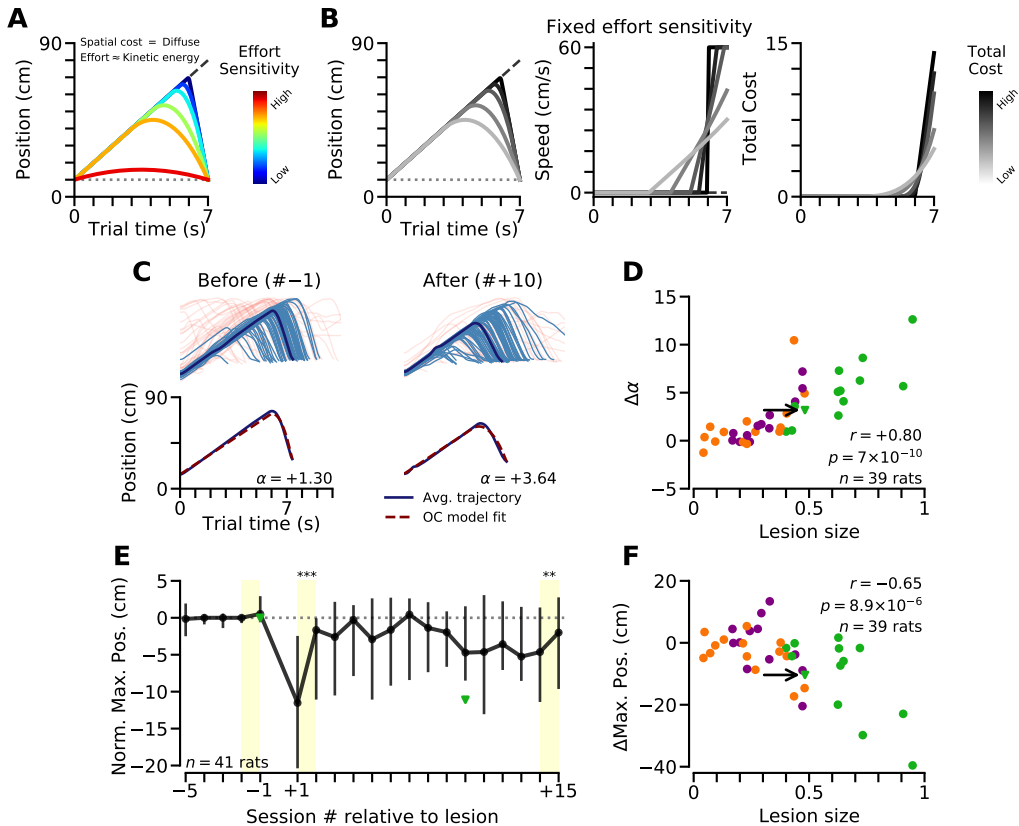 A
Spatial cost = Diffuse
Effort ≈ Kinetic energy
Effort
Sensitivity
High
Low
Position (cm)
90
0
0
7
Trial time (s)
B
Fixed effort sensitivity
Position (cm)
90
0
0
7
Trial time (s)
Speed (cm/s)
60
0
0
7
Total Cost
15
0
0
7
Total
Cost
High
Low
C
Before (#−1)
After (#+10)
Position (cm)
90
0
0
7
Trial time (s)
α = +1.30
α = +3.64
Avg. trajectory
OC model fit
D
Δα
15
10
5
0
−5
r = +0.80
p = 7×10⁻¹⁰
n = 39 rats
0
0.5
1
Lesion size
E
Norm. Max. Pos. (cm)
5
0
−5
−10
−15
−20
***
**
n = 41 rats
−5
−1
+1
+15
Session # relative to lesion
F
ΔMax. Pos. (cm)
20
0
−20
−40
r = −0.65
p = 8.9×10⁻⁶
n = 39 rats
0
0.5
1
Lesion size